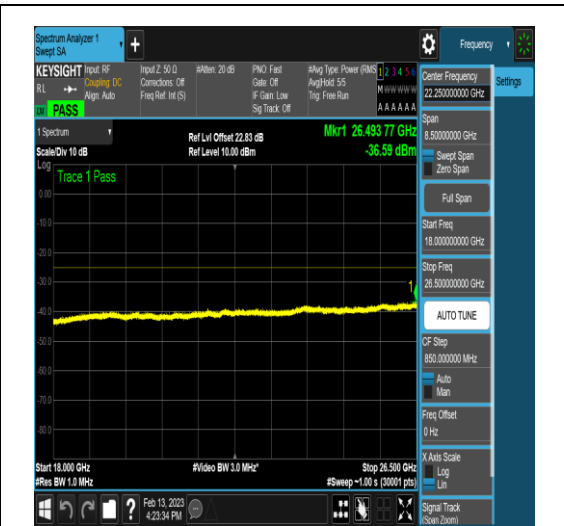 Spectrum Analyzer 1
Swept SA
Frequency
KEYSIGHT
RL
PASS
Input: RF
Coupling: DC
Align: Auto
Input Z: 50 Ω
Corrections: Off
Freq Ref: Int (S)
#Atten: 20 dB
PNO: Fast
Gate: Off
IF Gain: Low
Sig Track: Off
#Avg Type: Power (RMS
Avg|Hold: 5/5
Trig: Free Run
1 2 3 4 5 6
M W W W W W
A A A A A A
1 Spectrum
Scale/Div 10 dB
Ref Lvl Offset 22.83 dB
Ref Level 10.00 dBm
Mkr1 26.493 77 GHz
-36.59 dBm
Log
Trace 1 Pass
0.00
-10.0
-20.0
-30.0
-40.0
-50.0
-60.0
-70.0
-80.0
1
Start 18.000 GHz
#Res BW 1.0 MHz
#Video BW 3.0 MHz*
Stop 26.500 GHz
#Sweep ~1.00 s (30001 pts)
Feb 13, 2023
4:23:34 PM
Center Frequency
22.250000000 GHz
Span
8.50000000 GHz
Swept Span
Zero Span
Full Span
Start Freq
18.000000000 GHz
Stop Freq
26.500000000 GHz
AUTO TUNE
CF Step
850.000000 MHz
Auto
Man
Freq Offset
0 Hz
X Axis Scale
Log
Lin
Signal Track
(Span Zoom)
Settings